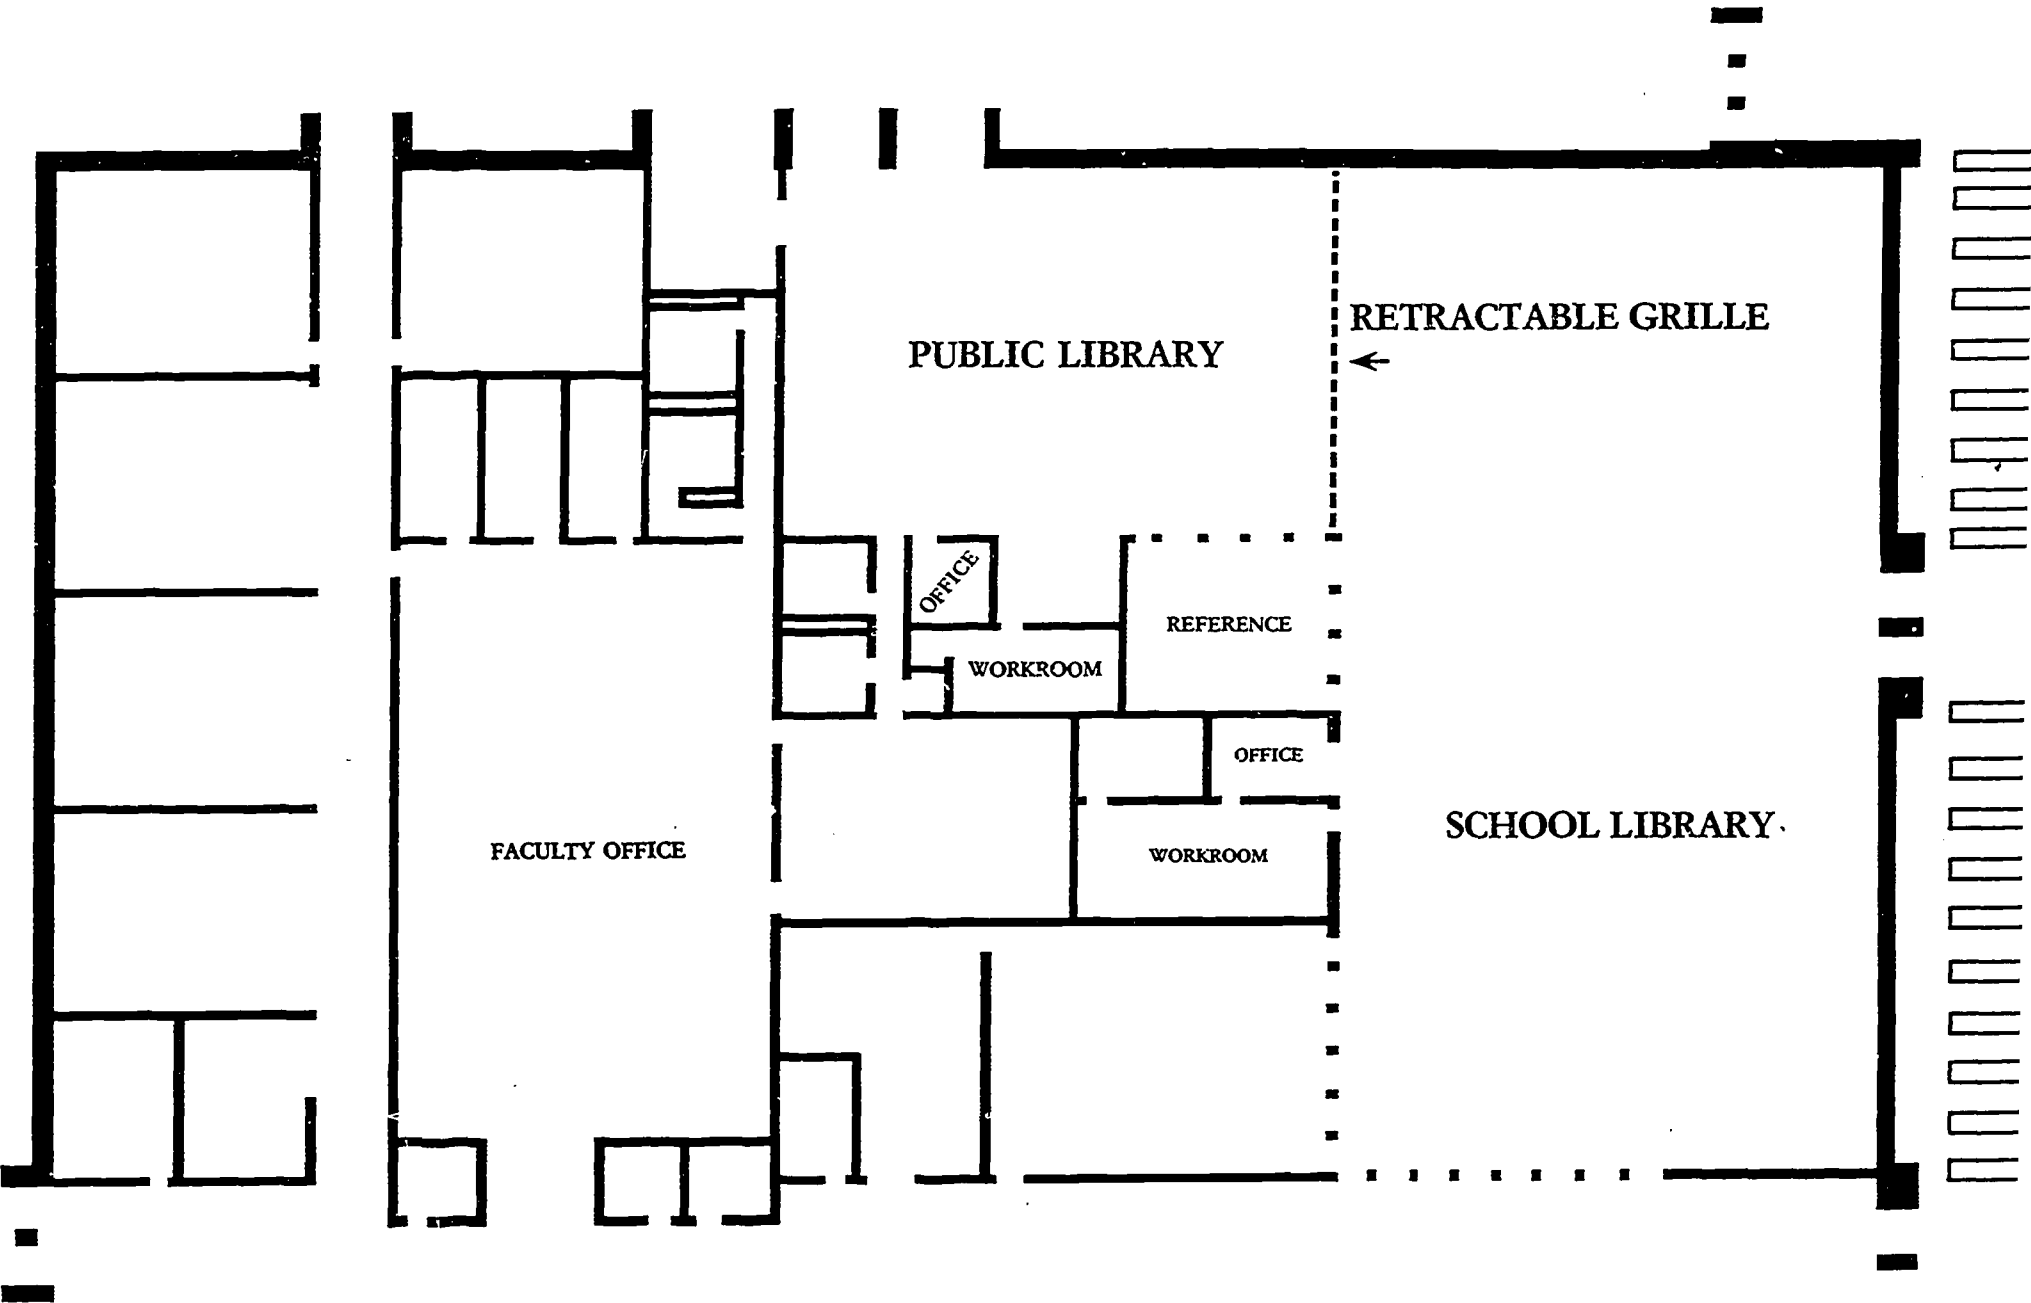 RETRACTABLE GRILLE
PUBLIC LIBRARY
OFFICE
REFERENCE
WORKROOM
OFFICE
SCHOOL LIBRARY
FACULTY OFFICE
WORKROOM